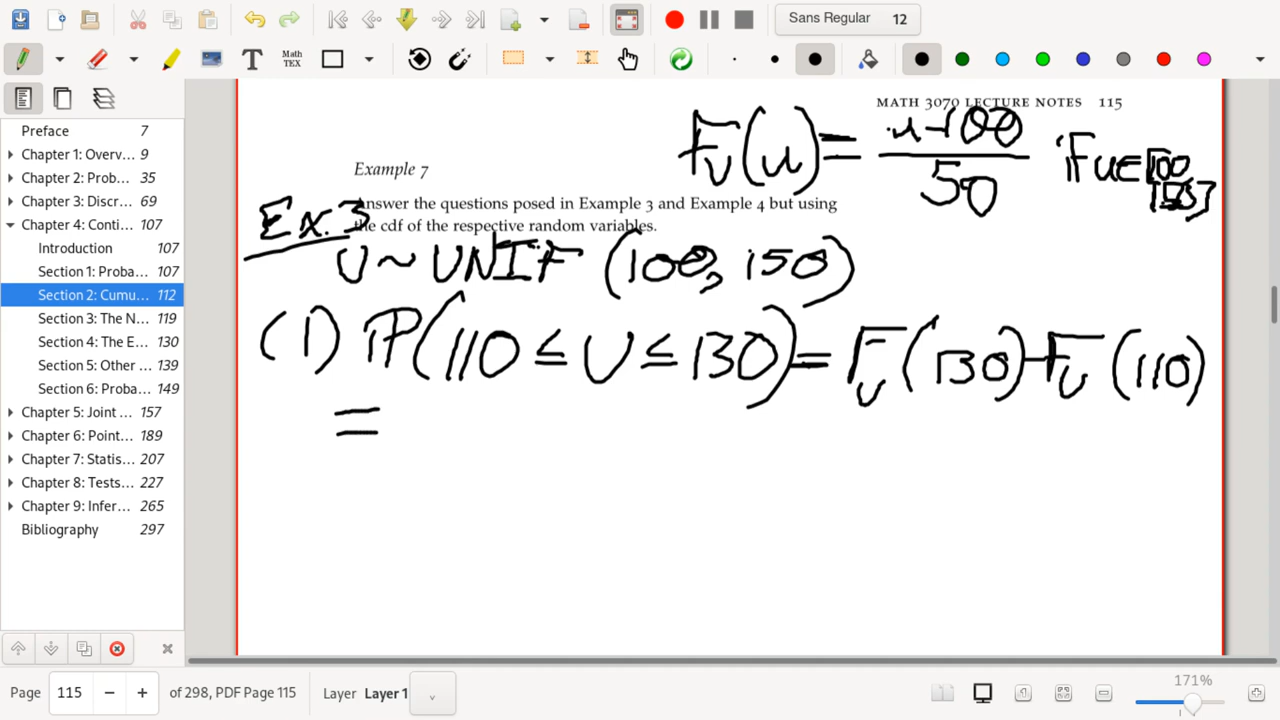 Sans Regular 12
T Math TEX
Preface 7
Chapter 1: Overv... 9
Chapter 2: Prob... 35
Chapter 3: Discr... 69
Chapter 4: Conti... 107
Introduction 107
Section 1: Proba... 107
Section 2: Cumu... 112
Section 3: The N... 119
Section 4: The E... 130
Section 5: Other ... 139
Section 6: Proba... 149
Chapter 5: Joint ... 157
Chapter 6: Point... 189
Chapter 7: Statis... 207
Chapter 8: Tests... 227
Chapter 9: Infer... 265
Bibliography 297
MATH 3070 LECTURE NOTES 115
F_U(u) = u-100 / 50 if u ∈ [100, 150]
Example 7
Answer the questions posed in Example 3 and Example 4 but using
the cdf of the respective random variables.
Ex. 3
U ~ UNIF (100, 150)
(1) P(110 ≤ U ≤ 130) = F_U(130) - F_U(110)
=
Page 115 of 298, PDF Page 115 Layer Layer 1 171%